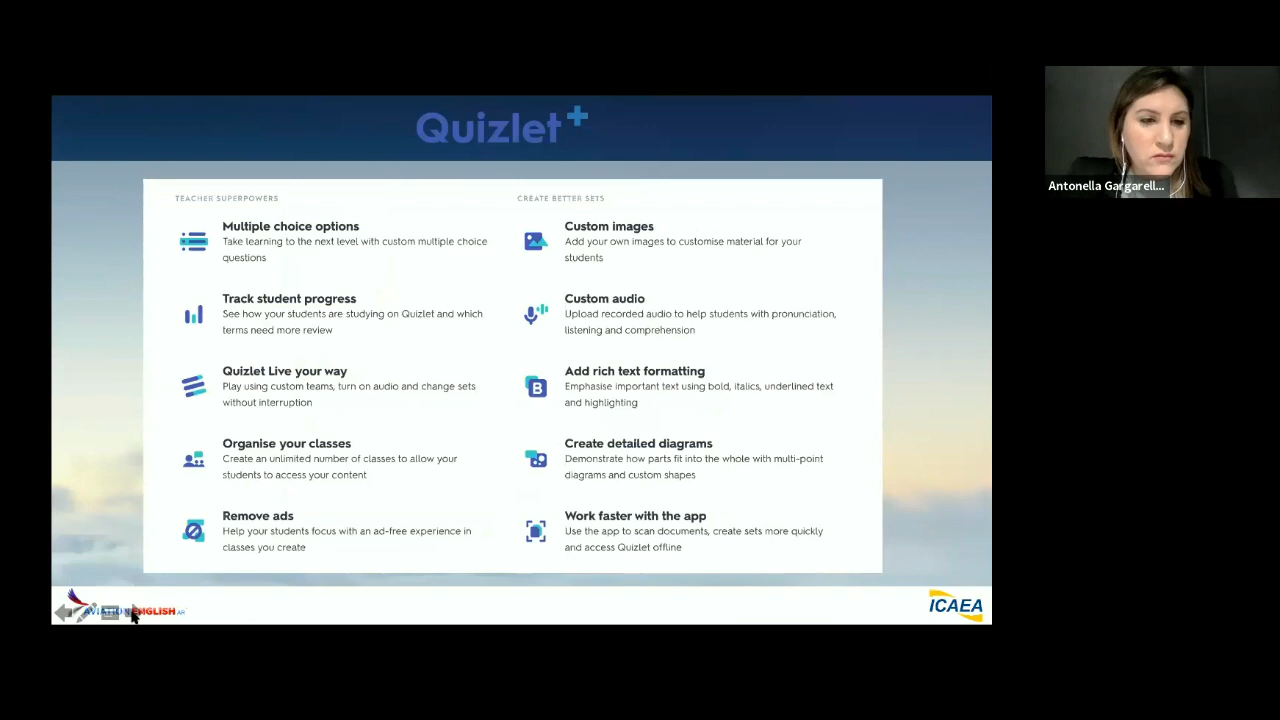 Quizlet+
TEACHER SUPERPOWERS
Multiple choice options
Take learning to the next level with custom multiple choice
questions
Track student progress
See how your students are studying on Quizlet and which
terms need more review
Quizlet Live your way
Play using custom teams, turn on audio and change sets
without interruption
Organise your classes
Create an unlimited number of classes to allow your
students to access your content
Remove ads
Help your students focus with an ad-free experience in
classes you create
CREATE BETTER SETS
Custom images
Add your own images to customise material for your
students
Custom audio
Upload recorded audio to help students with pronunciation,
listening and comprehension
Add rich text formatting
Emphasise important text using bold, italics, underlined text
and highlighting
B
Create detailed diagrams
Demonstrate how parts fit into the whole with multi-point
diagrams and custom shapes
Work faster with the app
Use the app to scan documents, create sets more quickly
and access Quizlet offline
ENGLISH.AR
ICAEA
Antonella Gargarell...